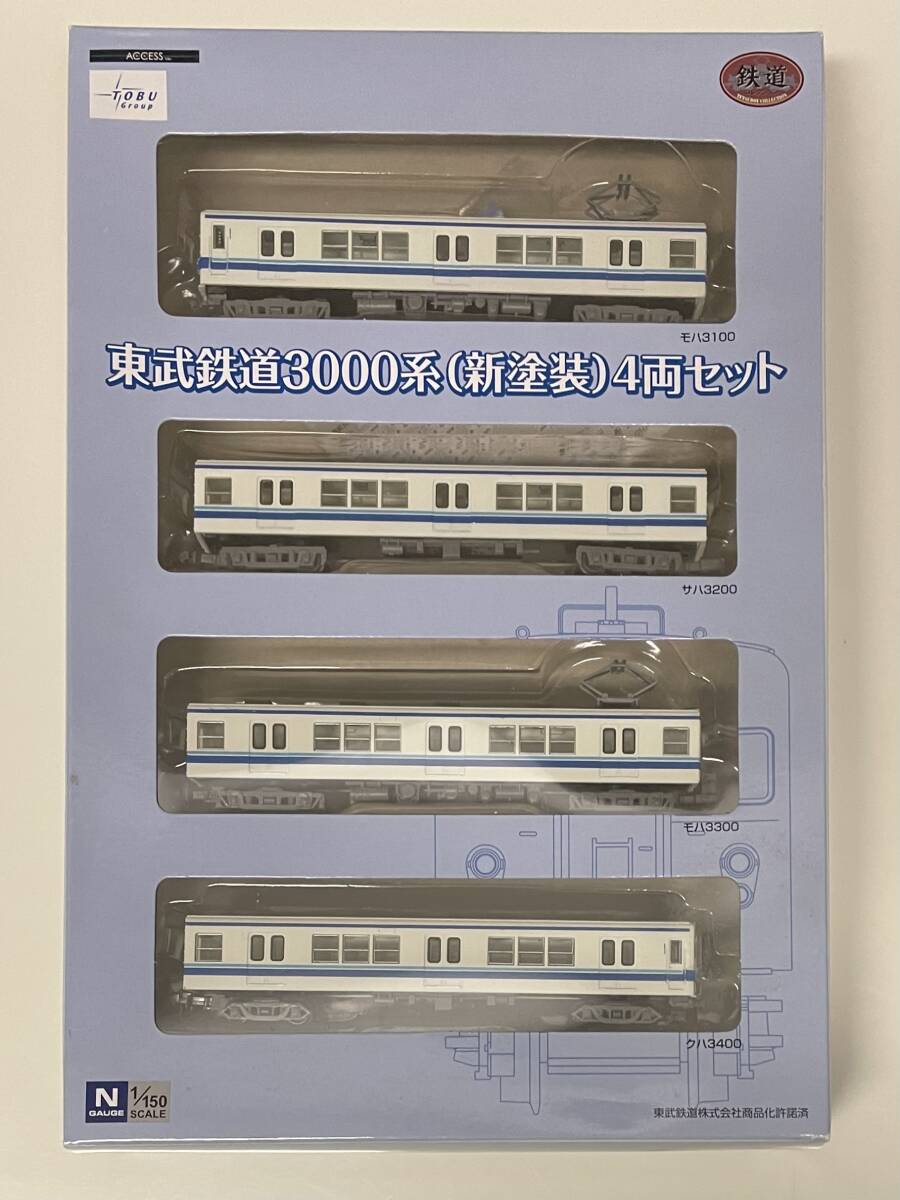 ACCESS
TOBU
Group
鉄道
TETSUDOU COLLECTION
モハ3100
東武鉄道3000系(新塗装)4両セット
サハ3200
モハ3300
クハ3400
N
GAUGE
1/150
SCALE
東武鉄道株式会社商品化許諾済